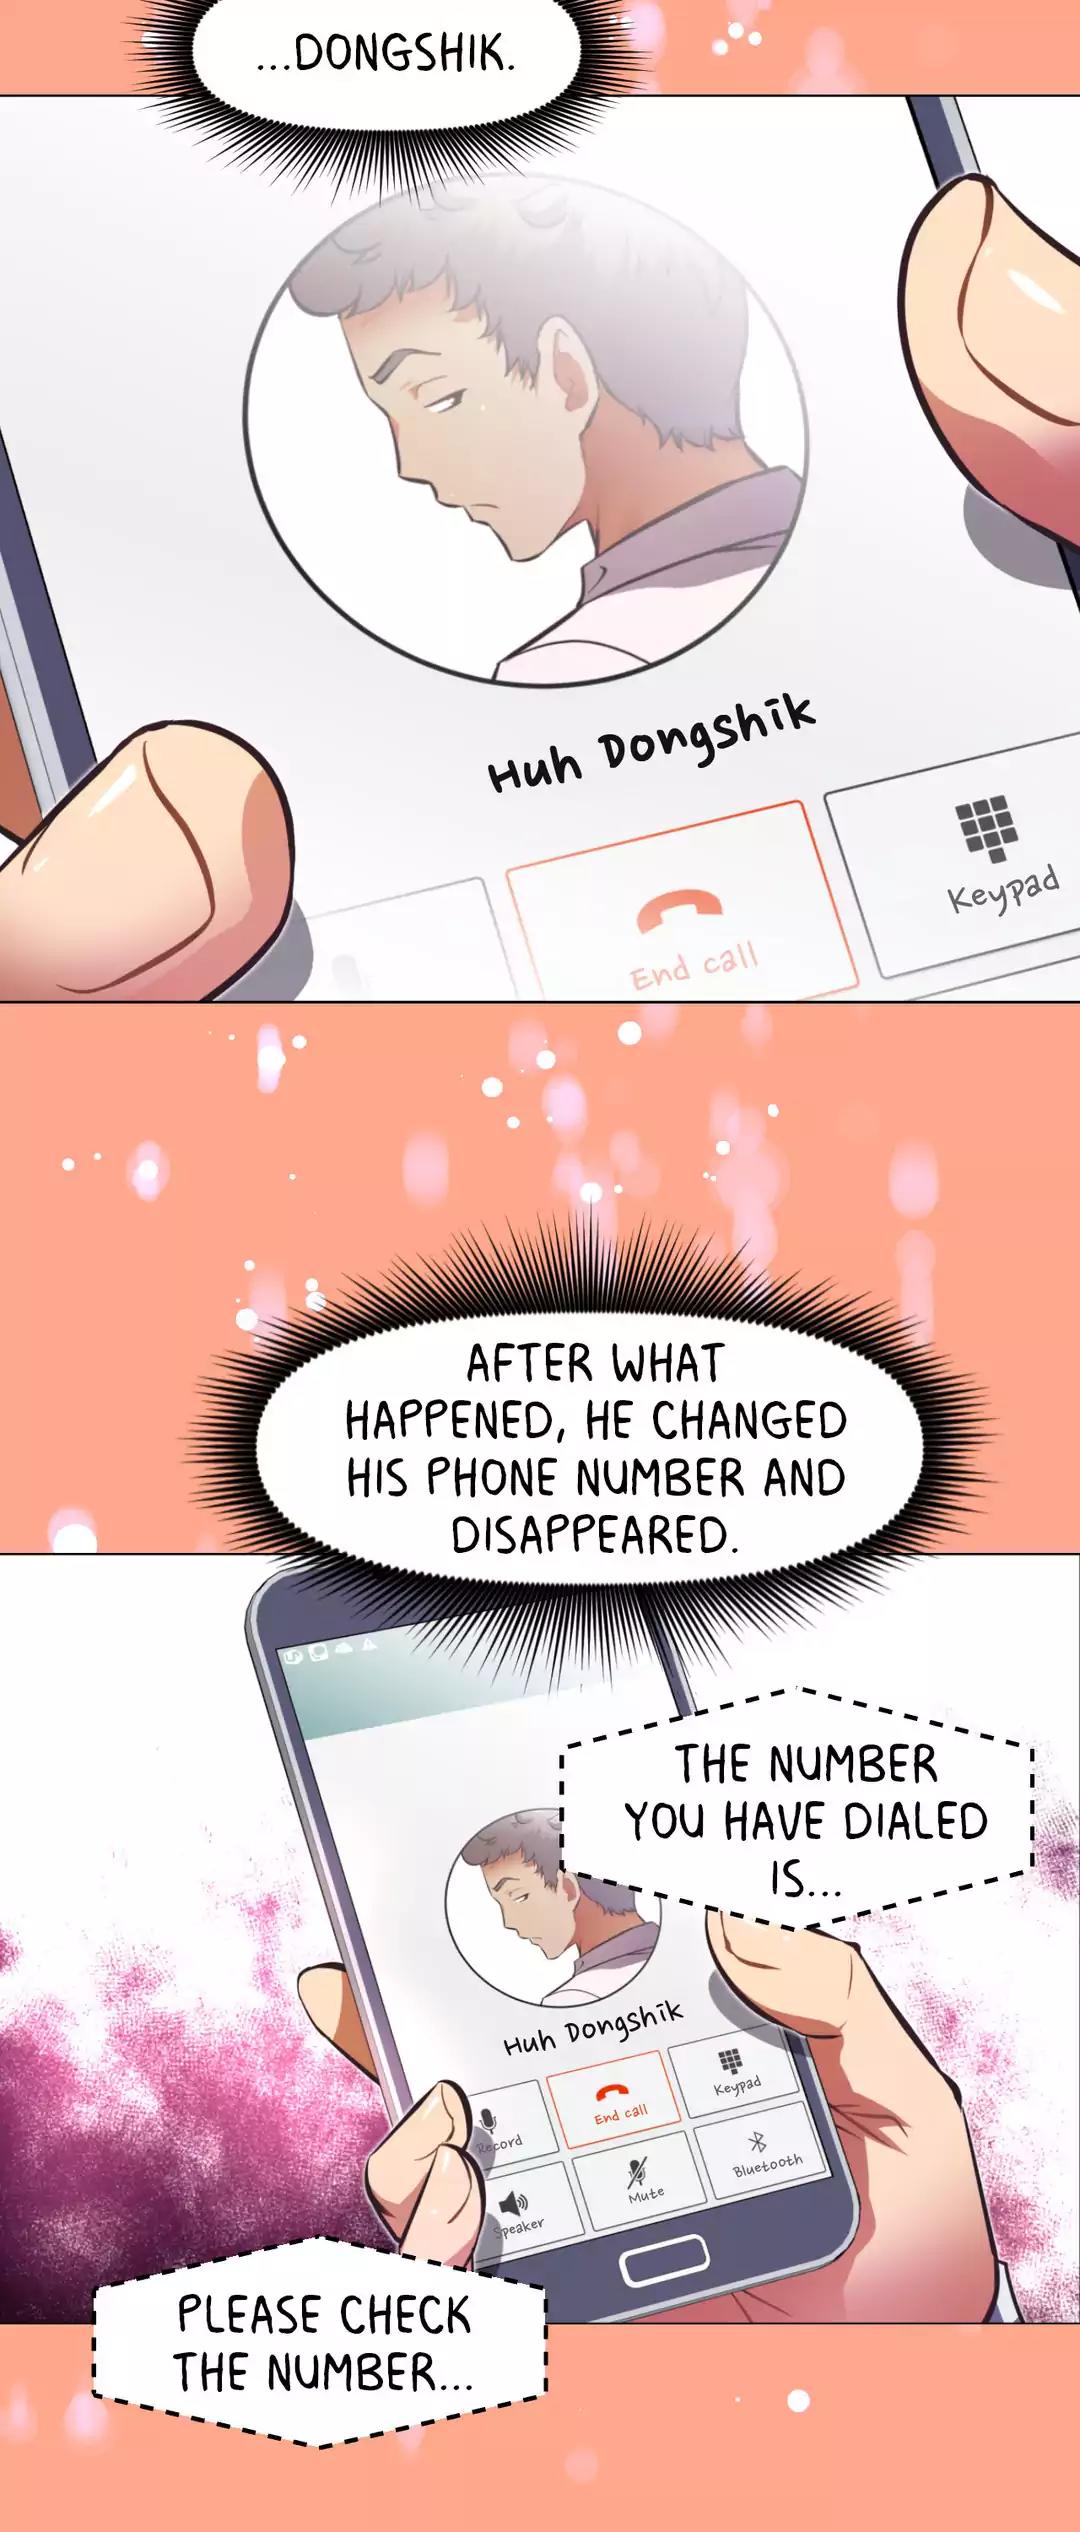 ...DONGSHIK.
Huh Dongshik
End call
Keypad
AFTER WHAT
HAPPENED, HE CHANGED
HIS PHONE NUMBER AND
DISAPPEARED.
THE NUMBER
YOU HAVE DIALED
IS...
Huh Dongshik
Record
End call
Keypad
Speaker
Mute
Bluetooth
PLEASE CHECK
THE NUMBER...